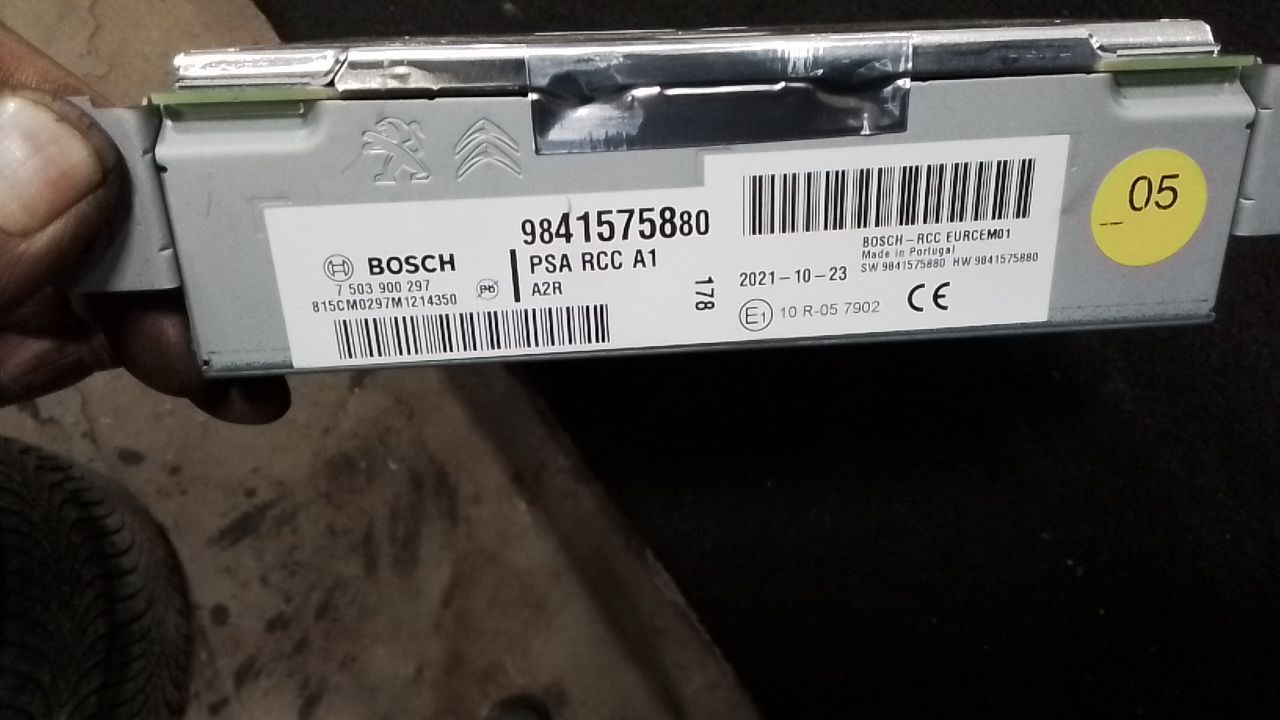 9841575880
PSA RCC A1
A2R
BOSCH
7 503 900 297
815CM0297M1214350
Pb
178
BOSCH-RCC EURCEM01
Made in Portugal
SW 9841575880 HW 9841575880
2021-10-23
E1 10 R-05 7902
CE
05